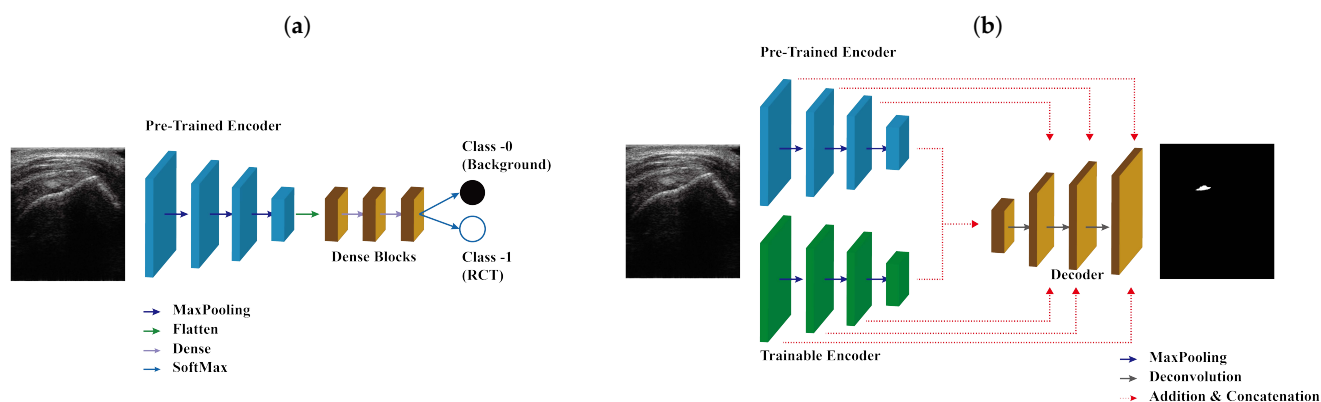 (a)
Pre-Trained Encoder
Class -0
(Background)
Dense Blocks
Class -1
(RCT)
MaxPooling
Flatten
Dense
SoftMax
(b)
Pre-Trained Encoder
Decoder
Trainable Encoder
MaxPooling
Deconvolution
Addition & Concatenation